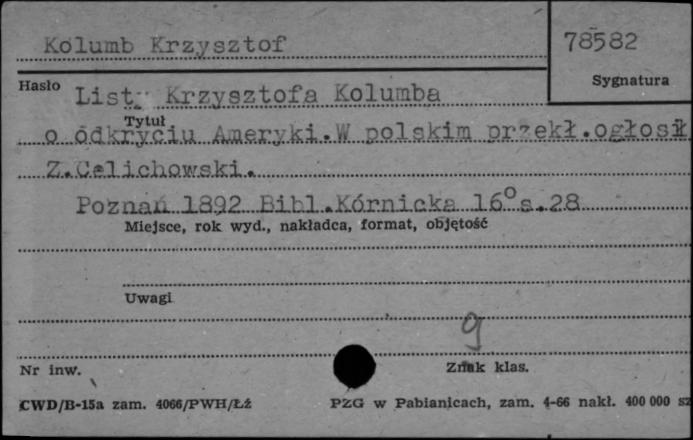 Kolumb Krzysztof
78582
Hasło
Sygnatura
Listy Krzysztofa Kolumba
Tytuł
o odkryciu Ameryki.W polskim przekł.ogłosił
Z.Celichowski.
Poznań 1892 Bibl.Kórnicka 16° s.28
Miejsce, rok wyd., nakładca, format, objętość
Uwagi
9
Nr inw.
Znak klas.
CWD/B-15a zam. 4066/PWH/Łź
PZG w Pabianicach, zam. 4-66 nakł. 400 000 sz